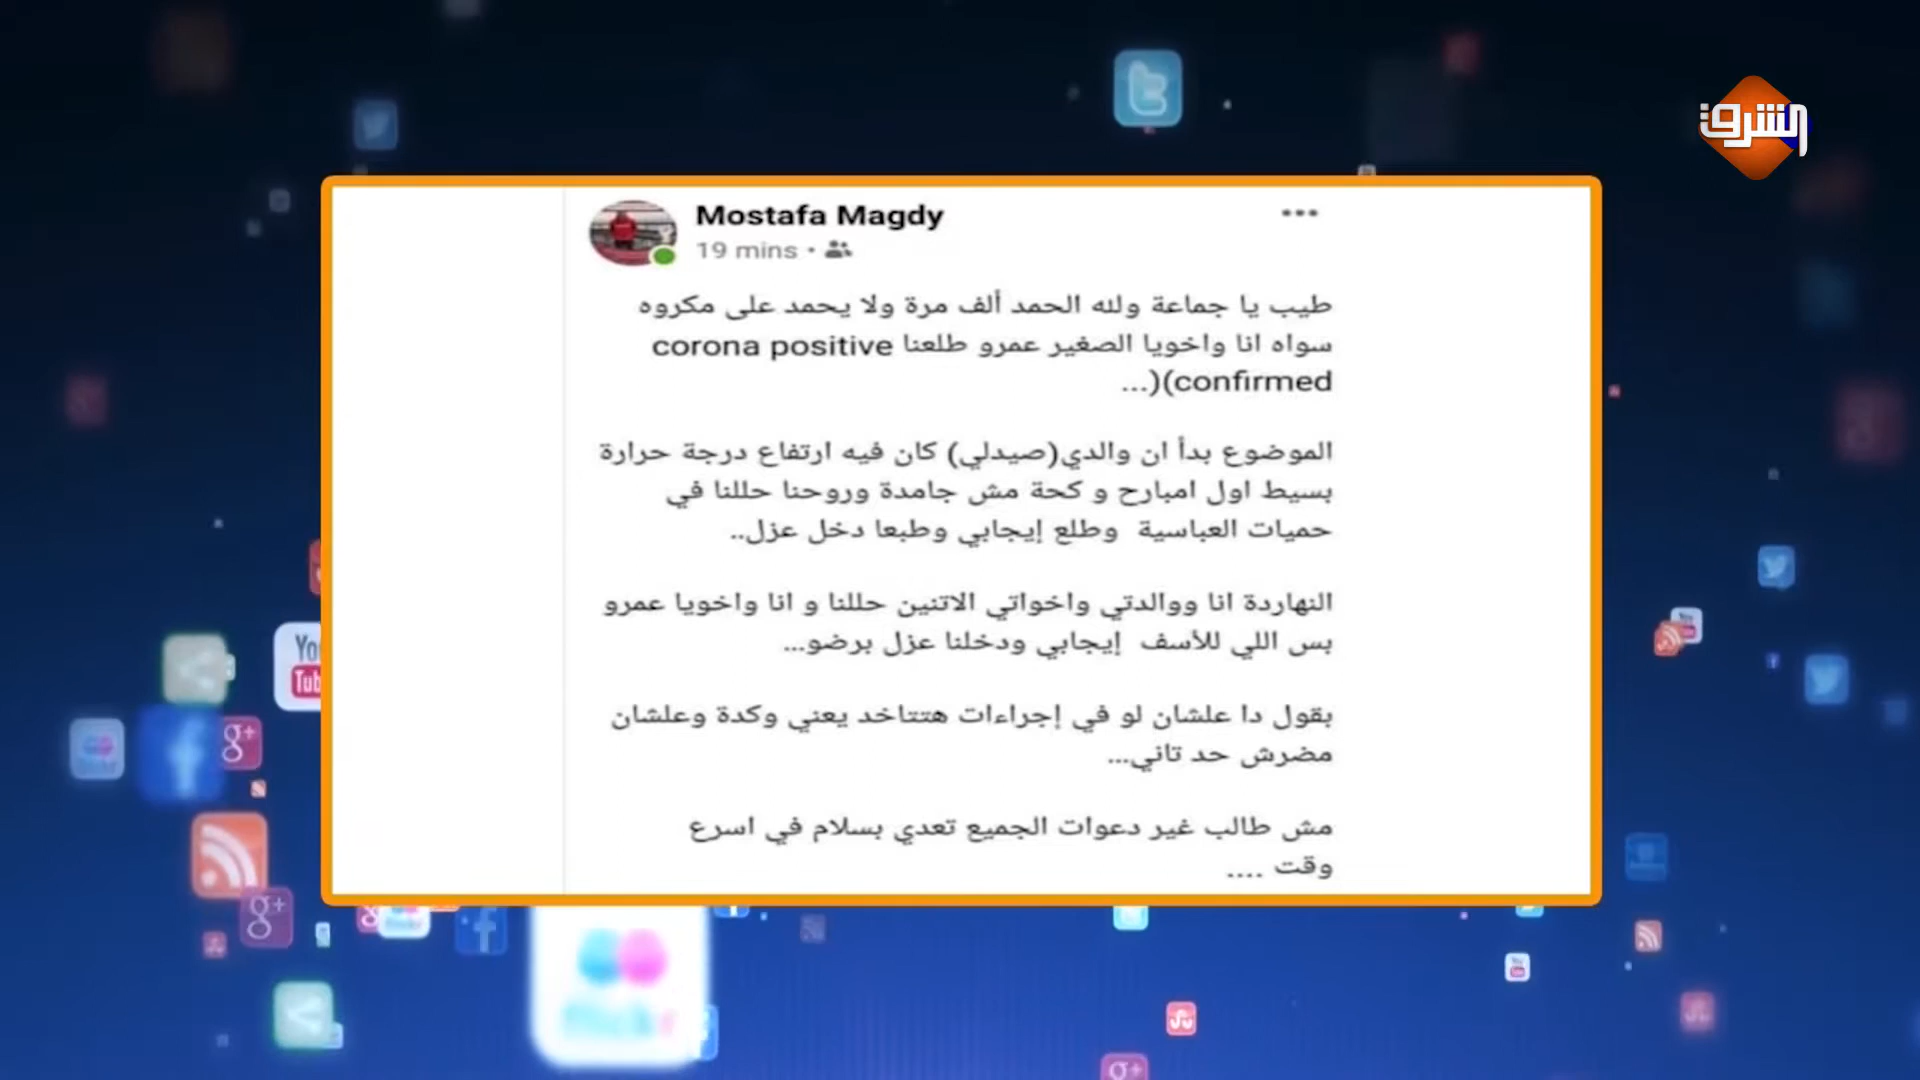 الشرق
Mostafa Magdy
19 mins
طيب يا جماعة ولله الحمد ألف مرة ولا يحمد على مكروه
سواه انا واخويا الصغير عمرو طلعنا corona positive
confirmed)(...
الموضوع بدأ ان والدي(صيدلي) كان فيه ارتفاع درجة حرارة
بسيط اول امبارح و كحة مش جامدة وروحنا حللنا في
حميات العباسية وطلع إيجابي وطبعا دخل عزل..
النهاردة انا ووالدتي واخواتي الاتنين حللنا و انا واخويا عمرو
بس اللي للأسف إيجابي ودخلنا عزل برضو...
بقول دا علشان لو في إجراءات هتتاخد يعني وكدة وعلشان
مضرش حد تاني...
مش طالب غير دعوات الجميع تعدي بسلام في اسرع
وقت ....
You
Tub
flickr